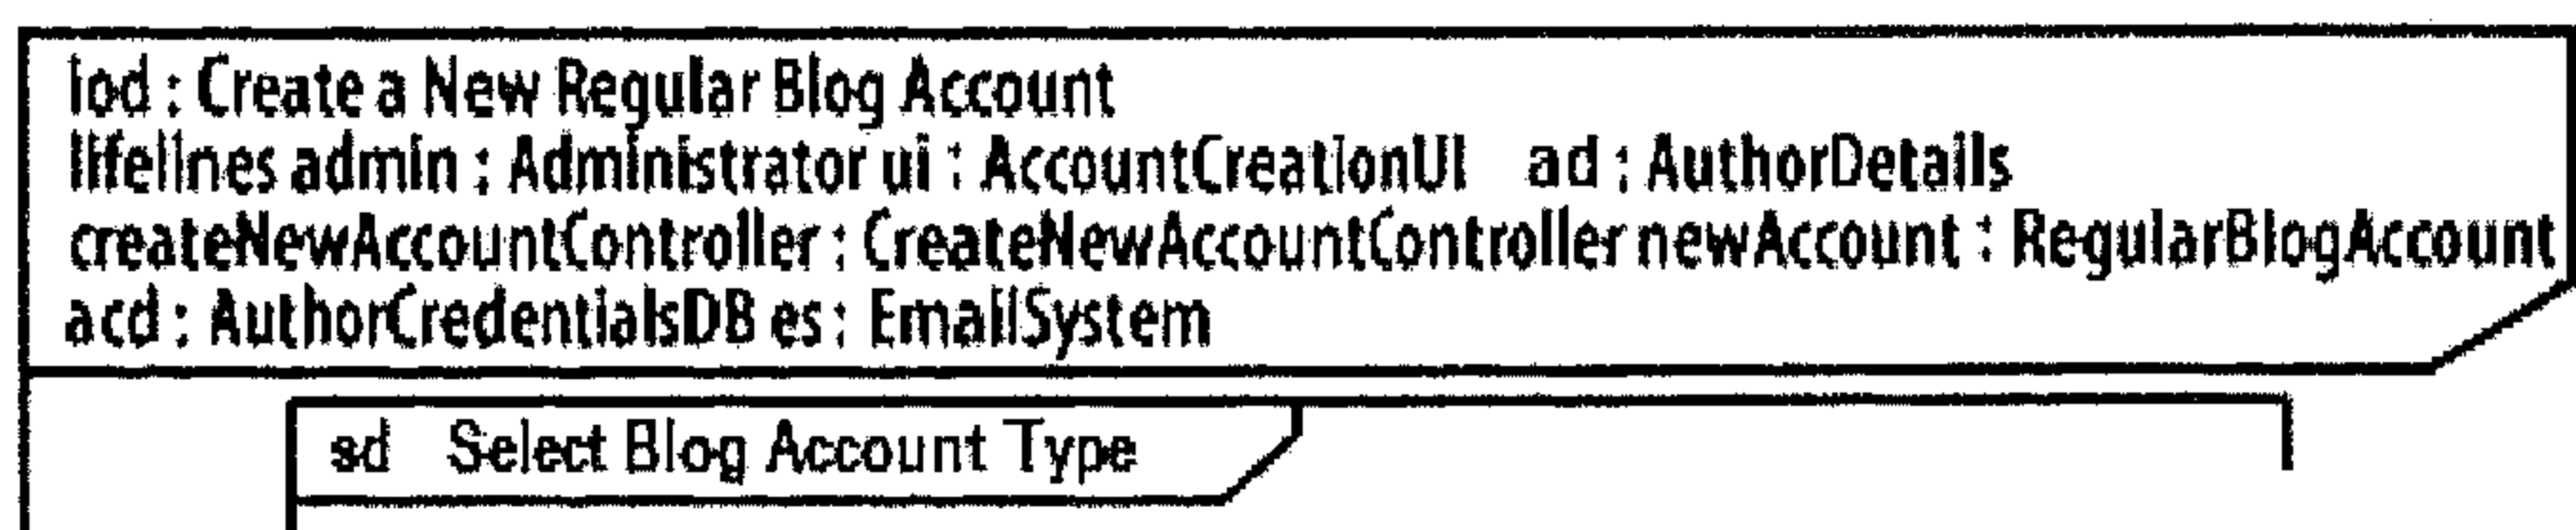 iod : Create a New Regular Blog Account
lifelines admin : Administrator ui : AccountCreationUI ad : AuthorDetails
createNewAccountController : CreateNewAccountController newAccount : RegularBlogAccount
acd : AuthorCredentialsDB es : EmailSystem
sd Select Blog Account Type